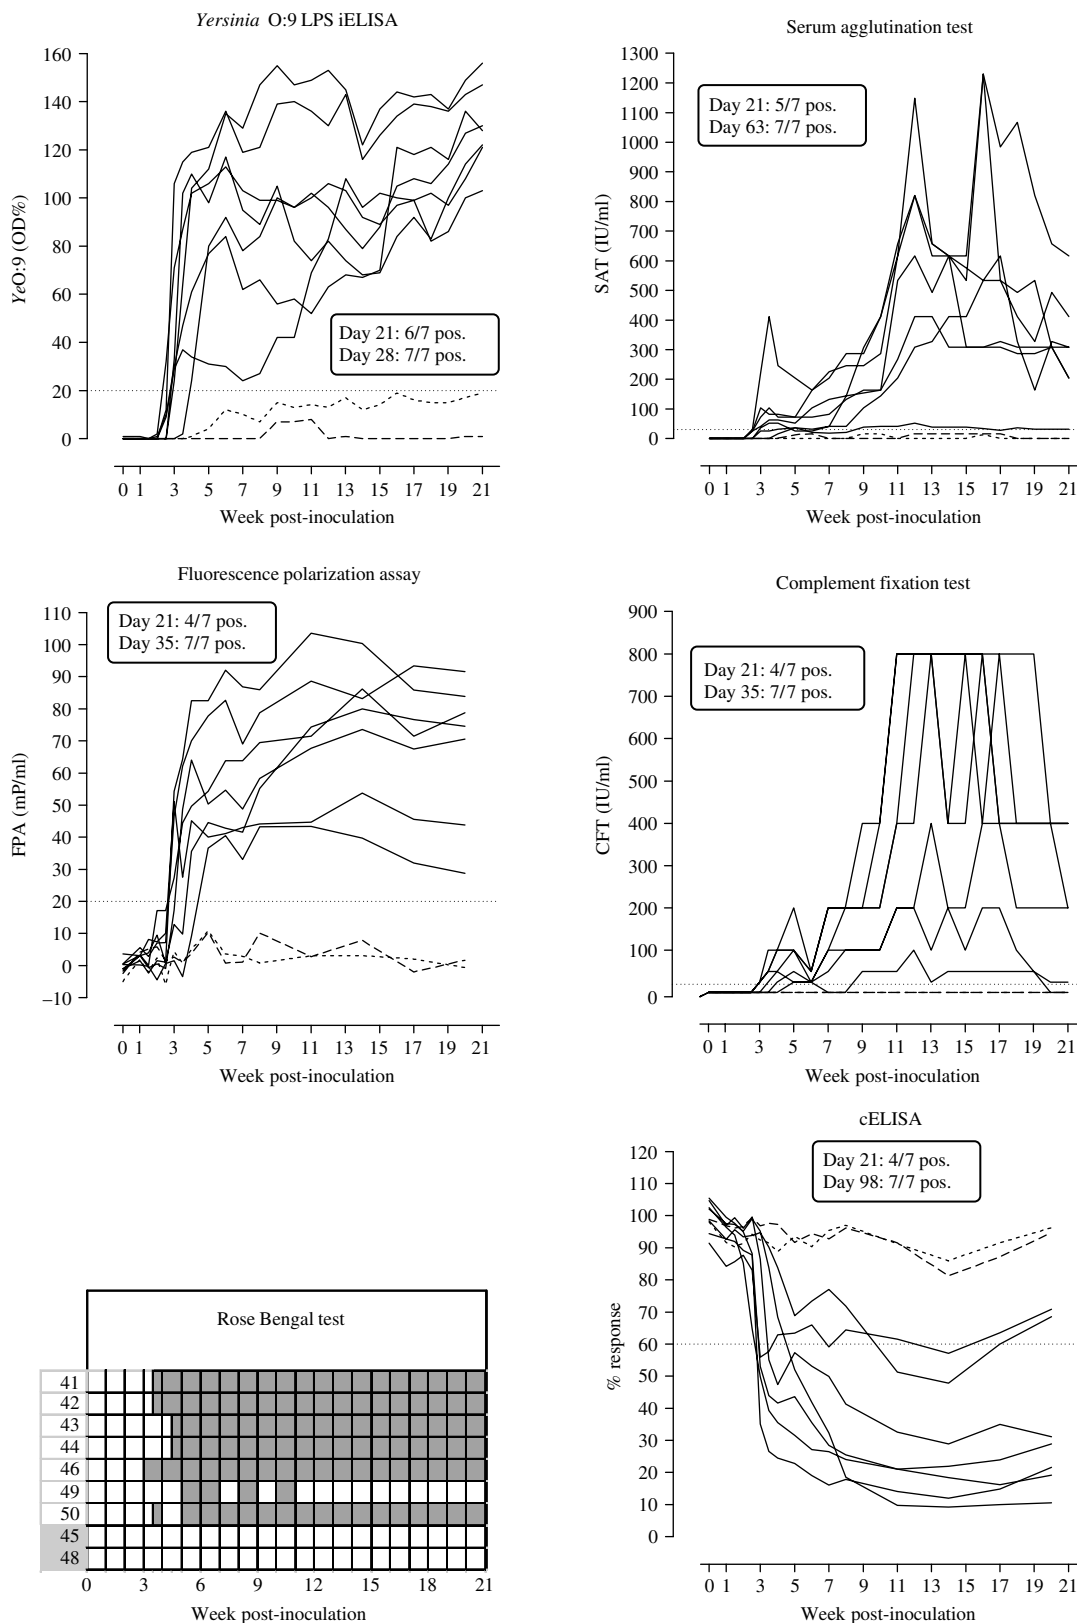 Yersinia O:9 LPS iELISA
160
140
120
100
80
60
40
20
0
YeO:9 (OD%)
Day 21: 6/7 pos.
Day 28: 7/7 pos.
0 1 3 5 7 9 11 13 15 17 19 21
Week post-inoculation
Serum agglutination test
1300
1200
1100
1000
900
800
700
600
500
400
300
200
100
0
SAT (IU/ml)
Day 21: 5/7 pos.
Day 63: 7/7 pos.
0 1 3 5 7 9 11 13 15 17 19 21
Week post-inoculation
Fluorescence polarization assay
110
100
90
80
70
60
50
40
30
20
10
0
−10
FPA (mP/ml)
Day 21: 4/7 pos.
Day 35: 7/7 pos.
0 1 3 5 7 9 11 13 15 17 19 21
Week post-inoculation
Complement fixation test
900
800
700
600
800
400
300
200
100
0
CFT (IU/ml)
Day 21: 4/7 pos.
Day 35: 7/7 pos.
0 1 3 5 7 9 11 13 15 17 19 21
Week post-inoculation
Rose Bengal test
41
42
43
44
46
49
50
45
48
0 3 6 9 12 15 18 21
Week post-inoculation
cELISA
120
110
100
90
80
70
60
50
40
30
20
10
0
% response
Day 21: 4/7 pos.
Day 98: 7/7 pos.
0 1 3 5 7 9 11 13 15 17 19 21
Week post-inoculation